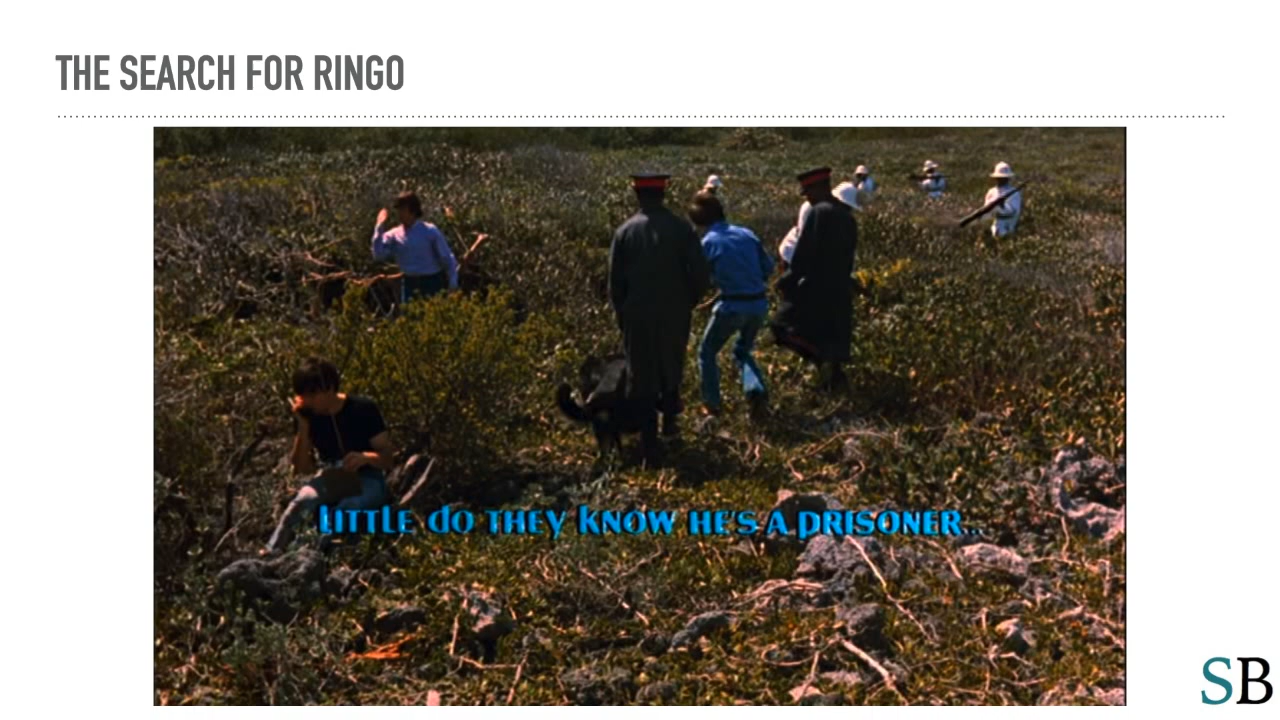 THE SEARCH FOR RINGO
LITTLE do THEY kNOW HE'S A PRISONER...
SB